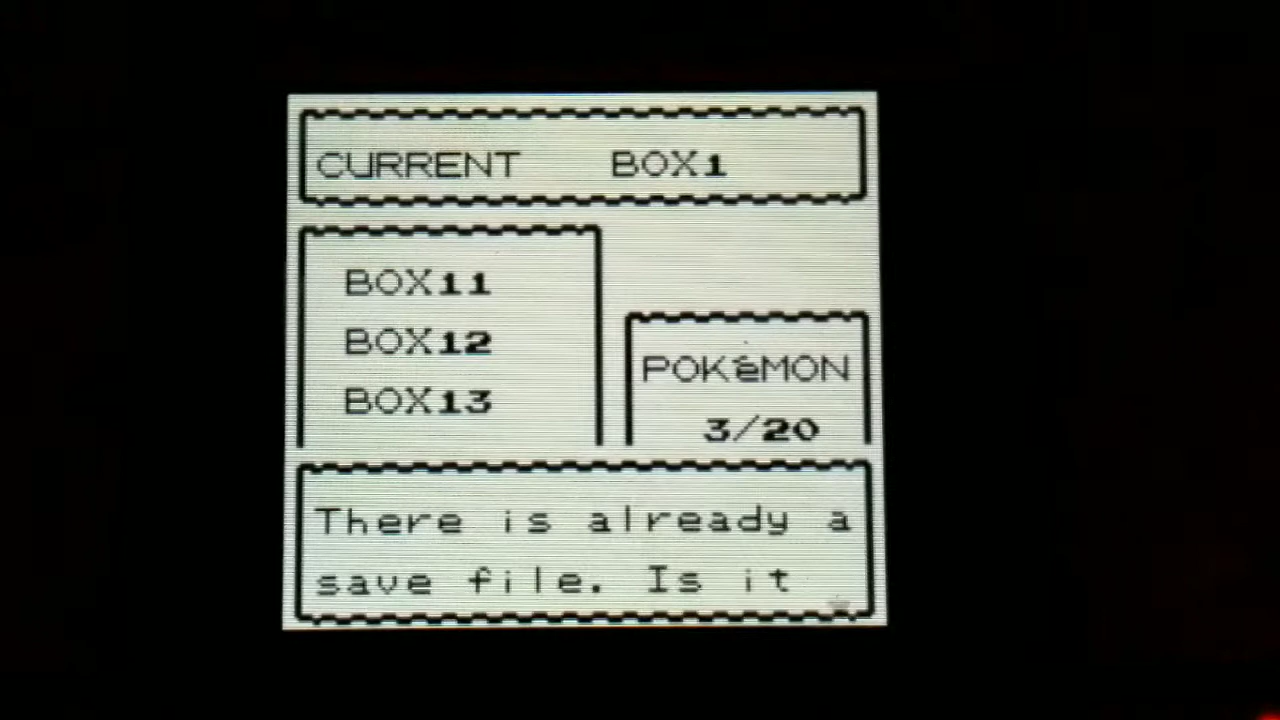 CURRENT BOX1
BOX11
BOX12
BOX13
POKéMON
3/20
There is already a
save file. Is it